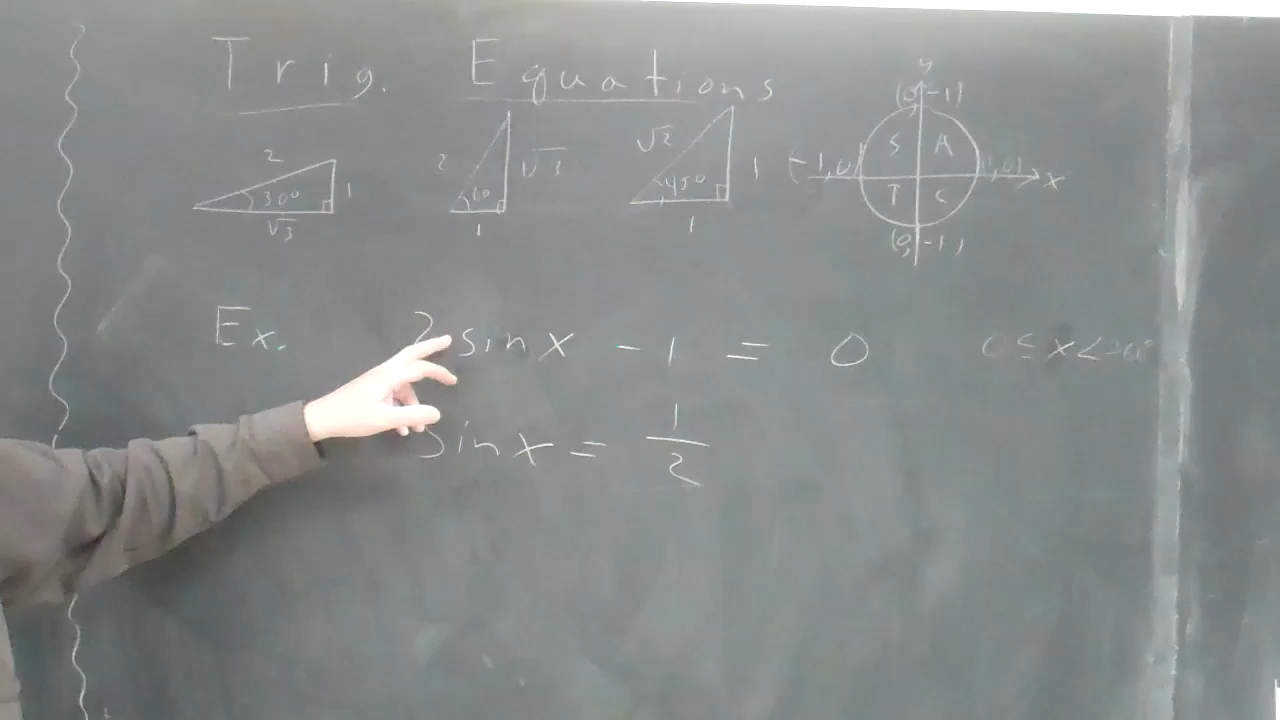 Trig. Equations
2 1 30° √3
2 √3 60° 1
√2 1 45° 1
y (0,-1) S A (-1,0) (1,0) x T C (0,-1)
Ex. 2 sin x - 1 = 0 0 ≤ x < 360°
sin x = 1/2